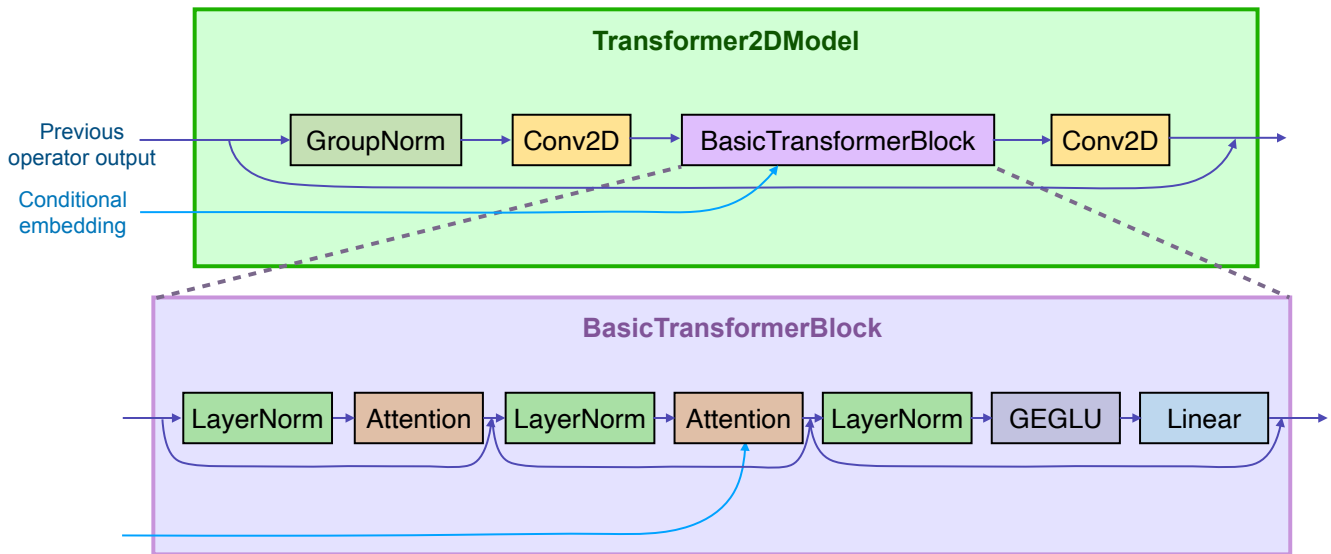 Transformer2DModel
Previous
operator output
GroupNorm
Conv2D
BasicTransformerBlock
Conv2D
Conditional
embedding
BasicTransformerBlock
LayerNorm
Attention
LayerNorm
Attention
LayerNorm
GEGLU
Linear